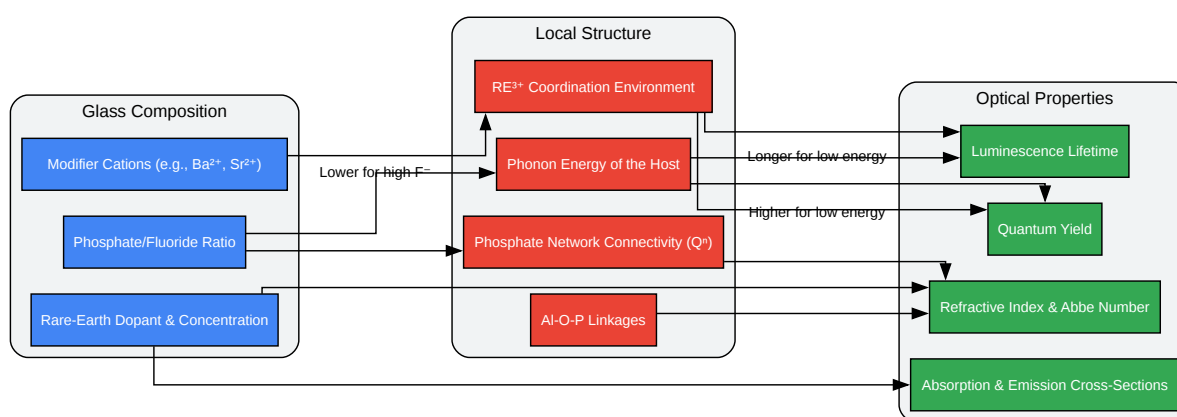 Glass Composition
Modifier Cations (e.g., Ba²⁺, Sr²⁺)
Phosphate/Fluoride Ratio
Rare-Earth Dopant & Concentration
Lower for high F⁻
Local Structure
RE³⁺ Coordination Environment
Phonon Energy of the Host
Phosphate Network Connectivity (Qⁿ)
Al-O-P Linkages
Longer for low energy
Higher for low energy
Optical Properties
Luminescence Lifetime
Quantum Yield
Refractive Index & Abbe Number
Absorption & Emission Cross-Sections